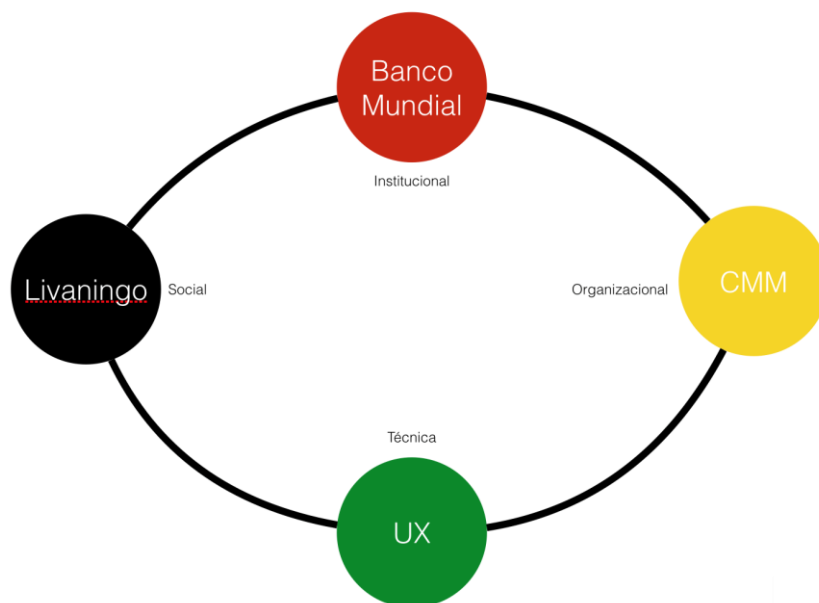 Banco
Mundial
Institucional
Livaningo
Social
Organizacional
CMM
Técnica
UX